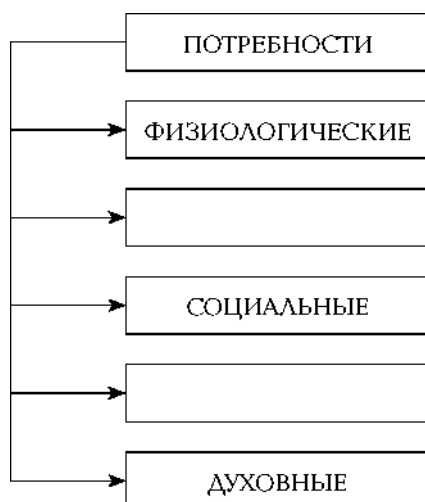 ПОТРЕБНОСТИ
ФИЗИОЛОГИЧЕСКИЕ
СОЦИАЛЬНЫЕ
ДУХОВНЫЕ